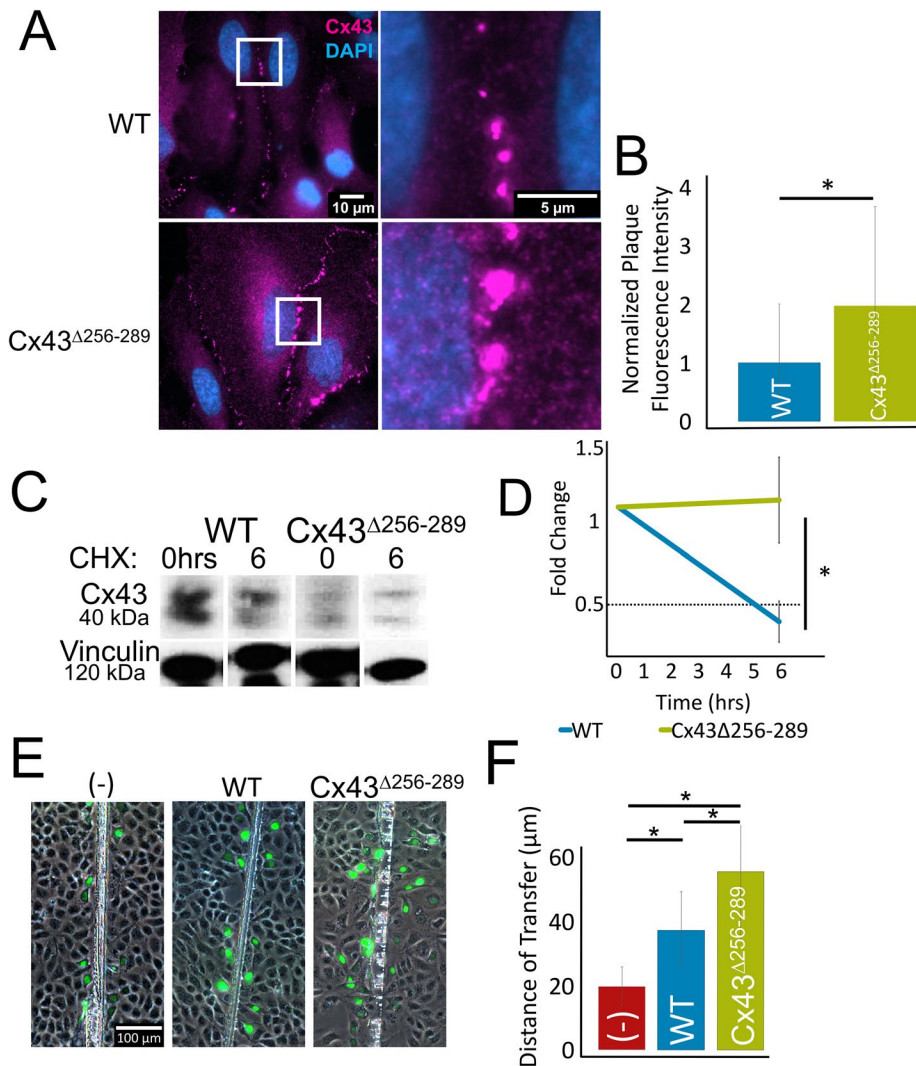 A
Cx43
DAPI
WT
10 µm
5 µm
Cx43Δ256-289
B
Normalized Plaque
Fluorescence Intensity
4
3
2
1
0
*
WT
Cx43Δ256-289
C
WT Cx43Δ256-289
CHX: 0hrs 6 0 6
Cx43
40 kDa
Vinculin
120 kDa
D
Fold Change
1.5
1
0.5
*
0 1 2 3 4 5 6
Time (hrs)
WT Cx43Δ256-289
E
(-) WT Cx43Δ256-289
100 µm
F
Distance of Transfer (µm)
60
40
20
0
*
* *
(-)
WT
Cx43Δ256-289